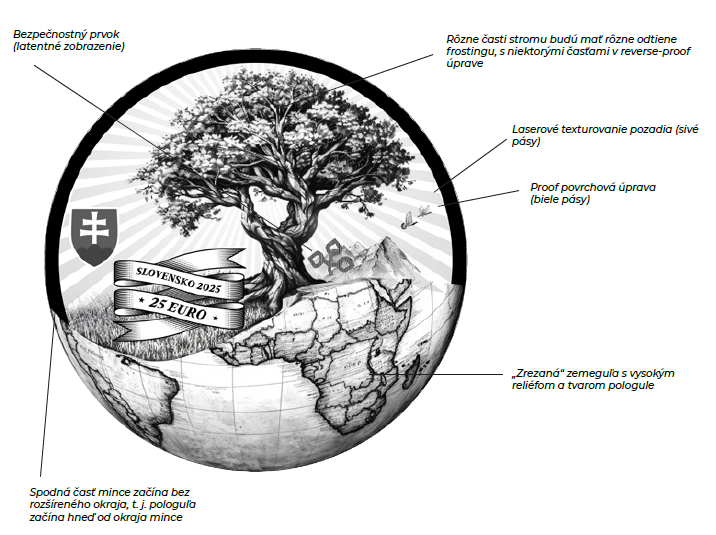 Bezpečnostný prvok
(latentné zobrazenie)
Rôzne časti stromu budú mať rôzne odtiene
frostingu, s niektorými časťami v reverse-proof
úprave
Laserové texturovanie pozadia (sivé
pásy)
Proof povrchová úprava
(biele pásy)
SLOVENSKO 2025
25 EURO
„Zrezaná“ zemeguľa s vysokým
reliéfom a tvarom pologule
Spodná časť mince začína bez
rozšíreného okraja, t. j. pologuľa
začína hneď od okraja mince